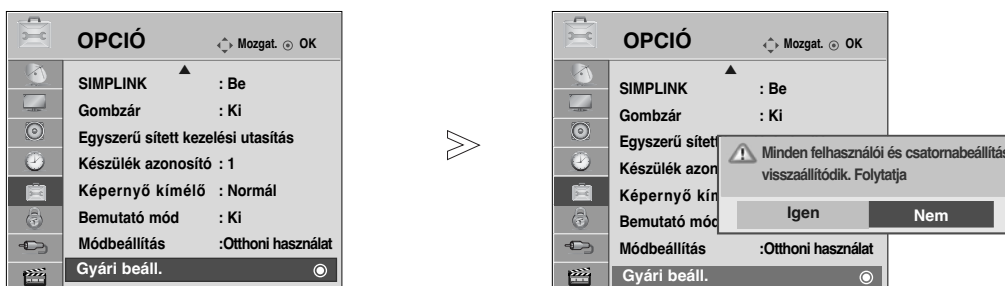 OPCIÓ
Mozgat. OK
SIMPLINK : Be
Gombzár : Ki
Egyszerű sített kezelési utasítás
Készülék azonosító : 1
Képernyő kímélő : Normál
Bemutató mód : Ki
Módbeállítás :Otthoni használat
Gyári beáll.
OPCIÓ
Mozgat. OK
SIMPLINK : Be
Gombzár : Ki
Egyszerű sített
Készülék azon
Képernyő kím
Bemutató mód
Módbeállítás :Otthoni használat
Gyári beáll.
Minden felhasználói és csatornabeállítás
visszaállítódik. Folytatja
Igen Nem